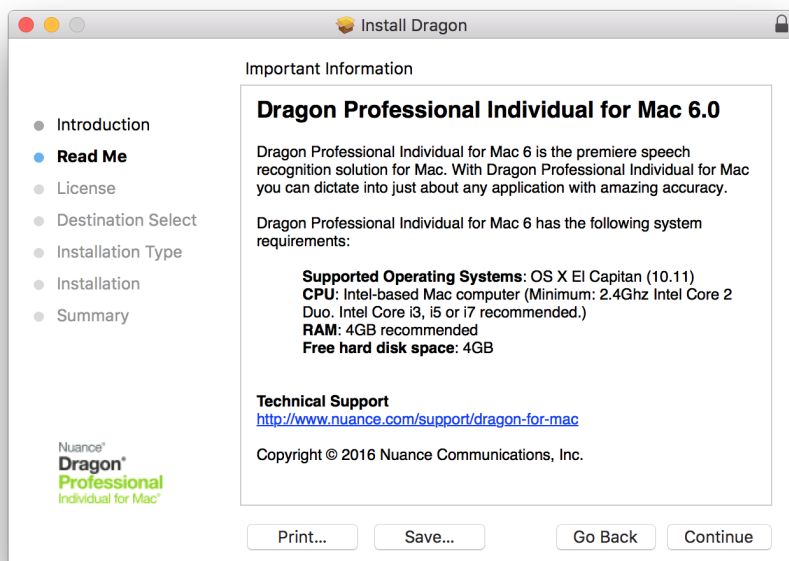 Install Dragon
Important Information
Introduction
Read Me
License
Destination Select
Installation Type
Installation
Summary
Dragon Professional Individual for Mac 6.0
Dragon Professional Individual for Mac 6 is the premiere speech
recognition solution for Mac. With Dragon Professional Individual for Mac
you can dictate into just about any application with amazing accuracy.
Dragon Professional Individual for Mac 6 has the following system
requirements:
Supported Operating Systems: OS X El Capitan (10.11)
CPU: Intel-based Mac computer (Minimum: 2.4Ghz Intel Core 2
Duo. Intel Core i3, i5 or i7 recommended.)
RAM: 4GB recommended
Free hard disk space: 4GB
Technical Support
http://www.nuance.com/support/dragon-for-mac
Copyright © 2016 Nuance Communications, Inc.
Nuance®
Dragon®
Professional
Individual for Mac®
Print...
Save...
Go Back
Continue